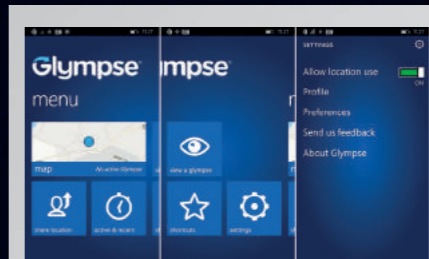 Glympse
menu
map
An active Glympse
share location
active & recent
mpse
view a glympse
shortcuts
settings
SETTINGS
Allow location use
ON
Profile
Preferences
Send us feedback
About Glympse